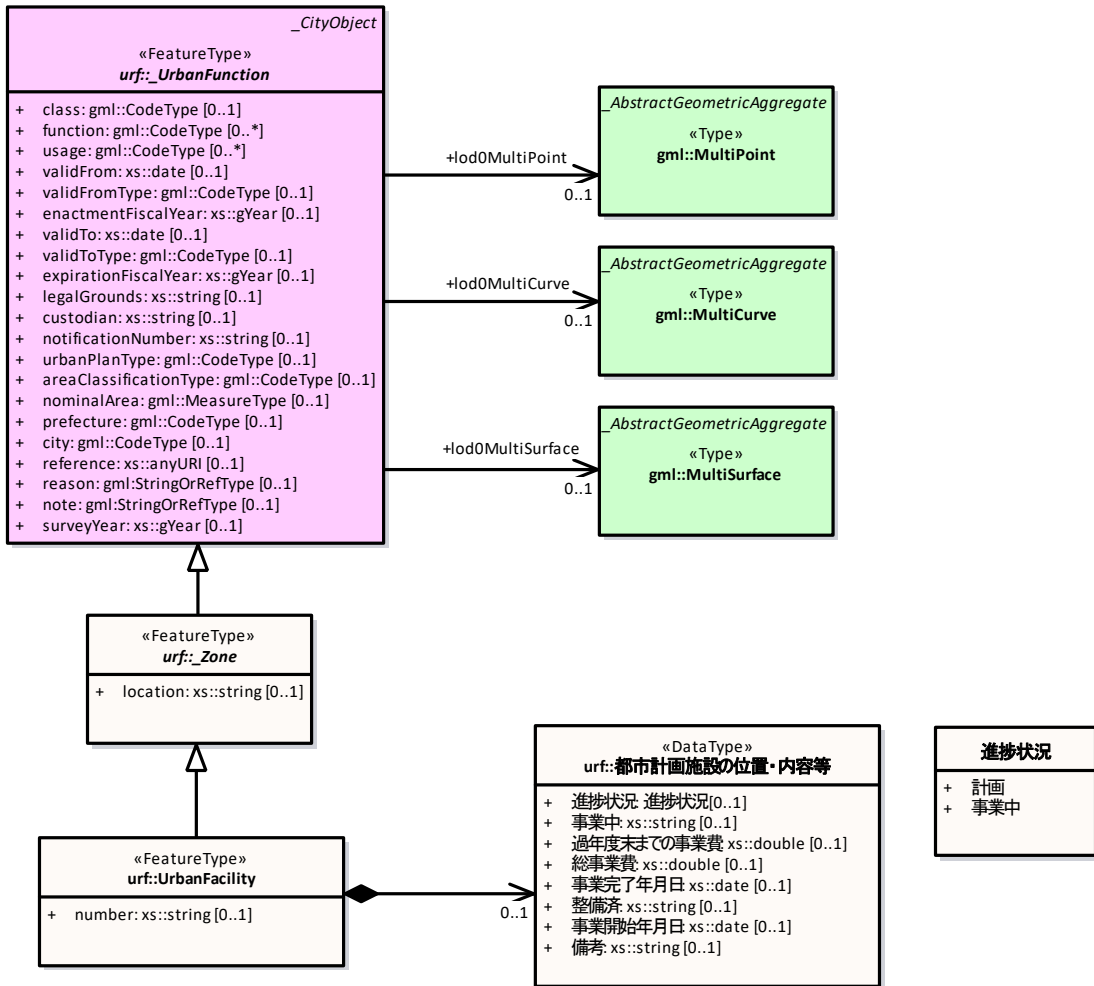 _CityObject
«FeatureType»
urf::_UrbanFunction
+ class: gml::CodeType [0..1]
+ function: gml::CodeType [0..*]
+ usage: gml::CodeType [0..*]
+ validFrom: xs::date [0..1]
+ validFromType: gml::CodeType [0..1]
+ enactmentFiscalYear: xs::gYear [0..1]
+ validTo: xs::date [0..1]
+ validToType: gml::CodeType [0..1]
+ expirationFiscalYear: xs::gYear [0..1]
+ legalGrounds: xs::string [0..1]
+ custodian: xs::string [0..1]
+ notificationNumber: xs::string [0..1]
+ urbanPlanType: gml::CodeType [0..1]
+ areaClassificationType: gml::CodeType [0..1]
+ nominalArea: gml::MeasureType [0..1]
+ prefecture: gml::CodeType [0..1]
+ city: gml::CodeType [0..1]
+ reference: xs::anyURI [0..1]
+ reason: gml:StringOrRefType [0..1]
+ note: gml:StringOrRefType [0..1]
+ surveyYear: xs::gYear [0..1]
+lod0MultiPoint
0..1
_AbstractGeometricAggregate
«Type»
gml::MultiPoint
+lod0MultiCurve
0..1
_AbstractGeometricAggregate
«Type»
gml::MultiCurve
+lod0MultiSurface
0..1
_AbstractGeometricAggregate
«Type»
gml::MultiSurface
«FeatureType»
urf::_Zone
+ location: xs::string [0..1]
«FeatureType»
urf::UrbanFacility
+ number: xs::string [0..1]
0..1
«DataType»
urf::都市計画施設の位置・内容等
+ 進捗状況: 進捗状況[0..1]
+ 事業中: xs::string [0..1]
+ 過年度末までの事業費: xs::double [0..1]
+ 総事業費: xs::double [0..1]
+ 事業完了年月日: xs::date [0..1]
+ 整備済: xs::string [0..1]
+ 事業開始年月日: xs::date [0..1]
+ 備考: xs::string [0..1]
進捗状況
+ 計画
+ 事業中